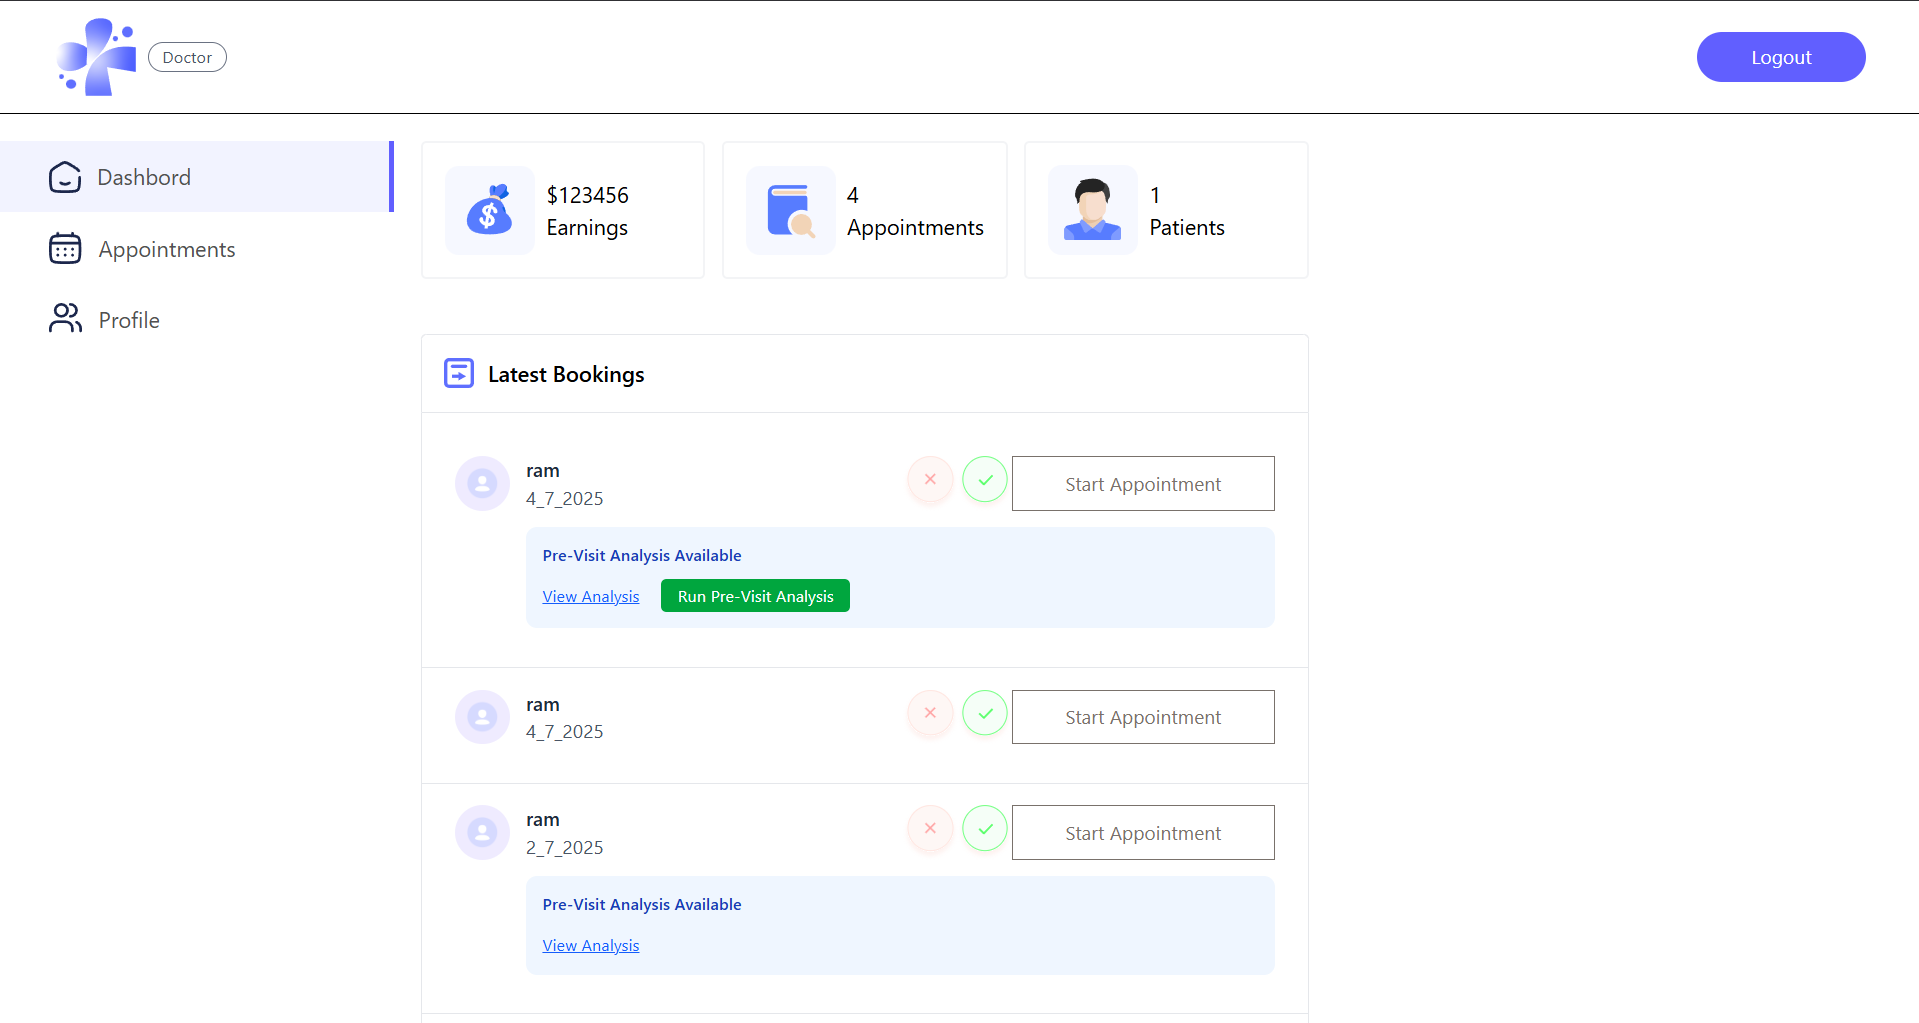 Doctor
Logout
Dashbord
Appointments
Profile
$123456
Earnings
4
Appointments
1
Patients
Latest Bookings
ram
4_7_2025
Start Appointment
Pre-Visit Analysis Available
View Analysis
Run Pre-Visit Analysis
ram
4_7_2025
Start Appointment
ram
2_7_2025
Start Appointment
Pre-Visit Analysis Available
View Analysis